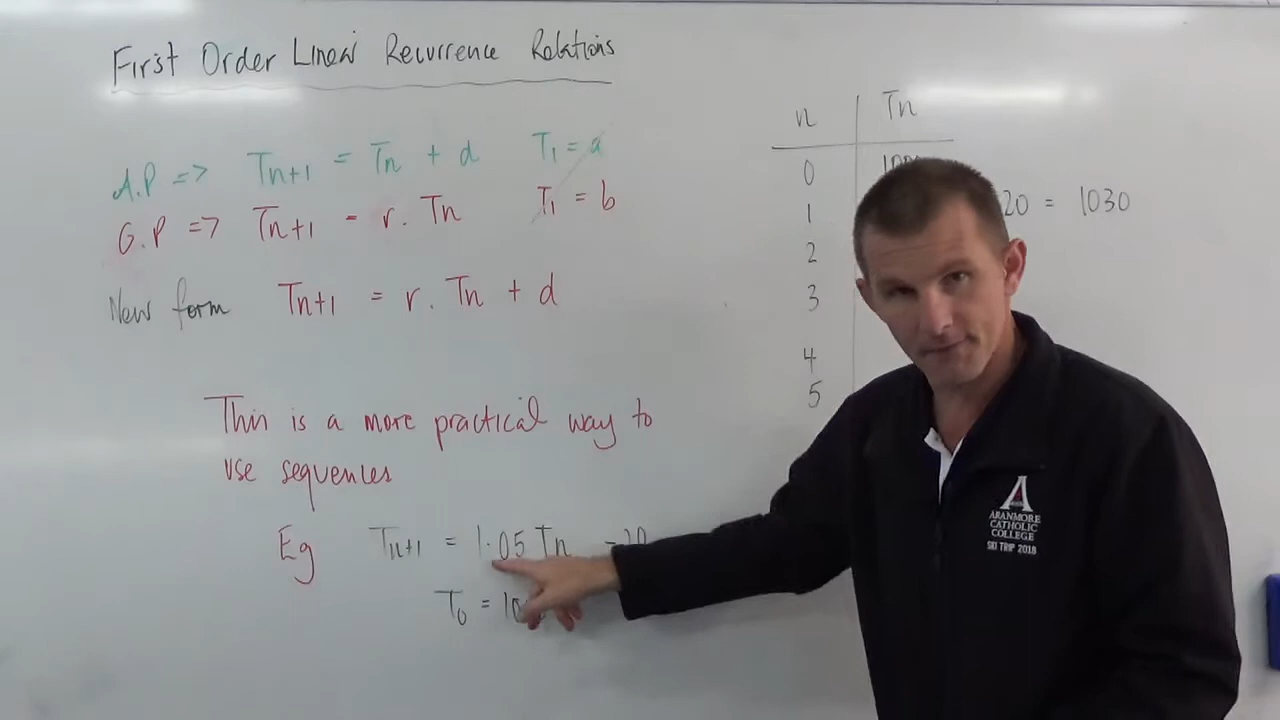 First Order Linear Recurrence Relations
A.P => Tn+1 = Tn + d T1 = a
G.P => Tn+1 = r. Tn T1 = b
New form Tn+1 = r. Tn + d
This is a more practical way to
use sequences
Eg Tn+1 = 1.05 Tn -20
T0 =
n Tn
0
1 20 = 1030
2
3
4
5
ARANMORE
CATHOLIC
COLLEGE
SKI TRIP 2018